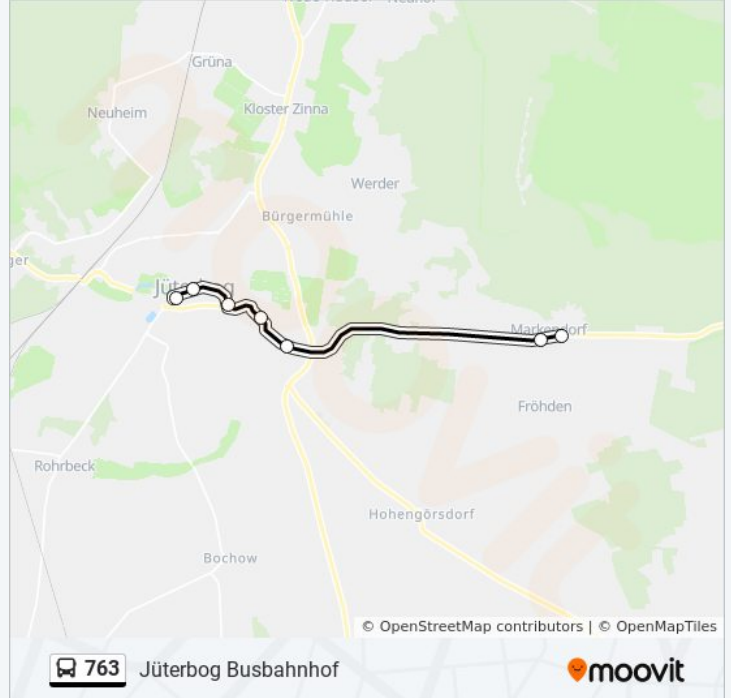 Neuhof
Grüna
Kloster Zinna
Neuheim
Werder
Bürgermühle
Jüterbog
Markendorf
Fröhden
Rohrbeck
Hohengörsdorf
Bochow
© OpenStreetMap contributors | © OpenMapTiles
763 Jüterbog Busbahnhof
moovit